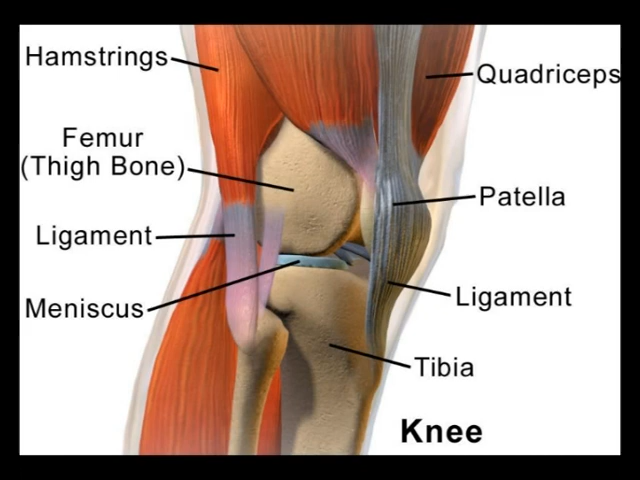 Hamstrings
Quadriceps
Femur
(Thigh Bone)
Patella
Ligament
Ligament
Meniscus
Tibia
Knee